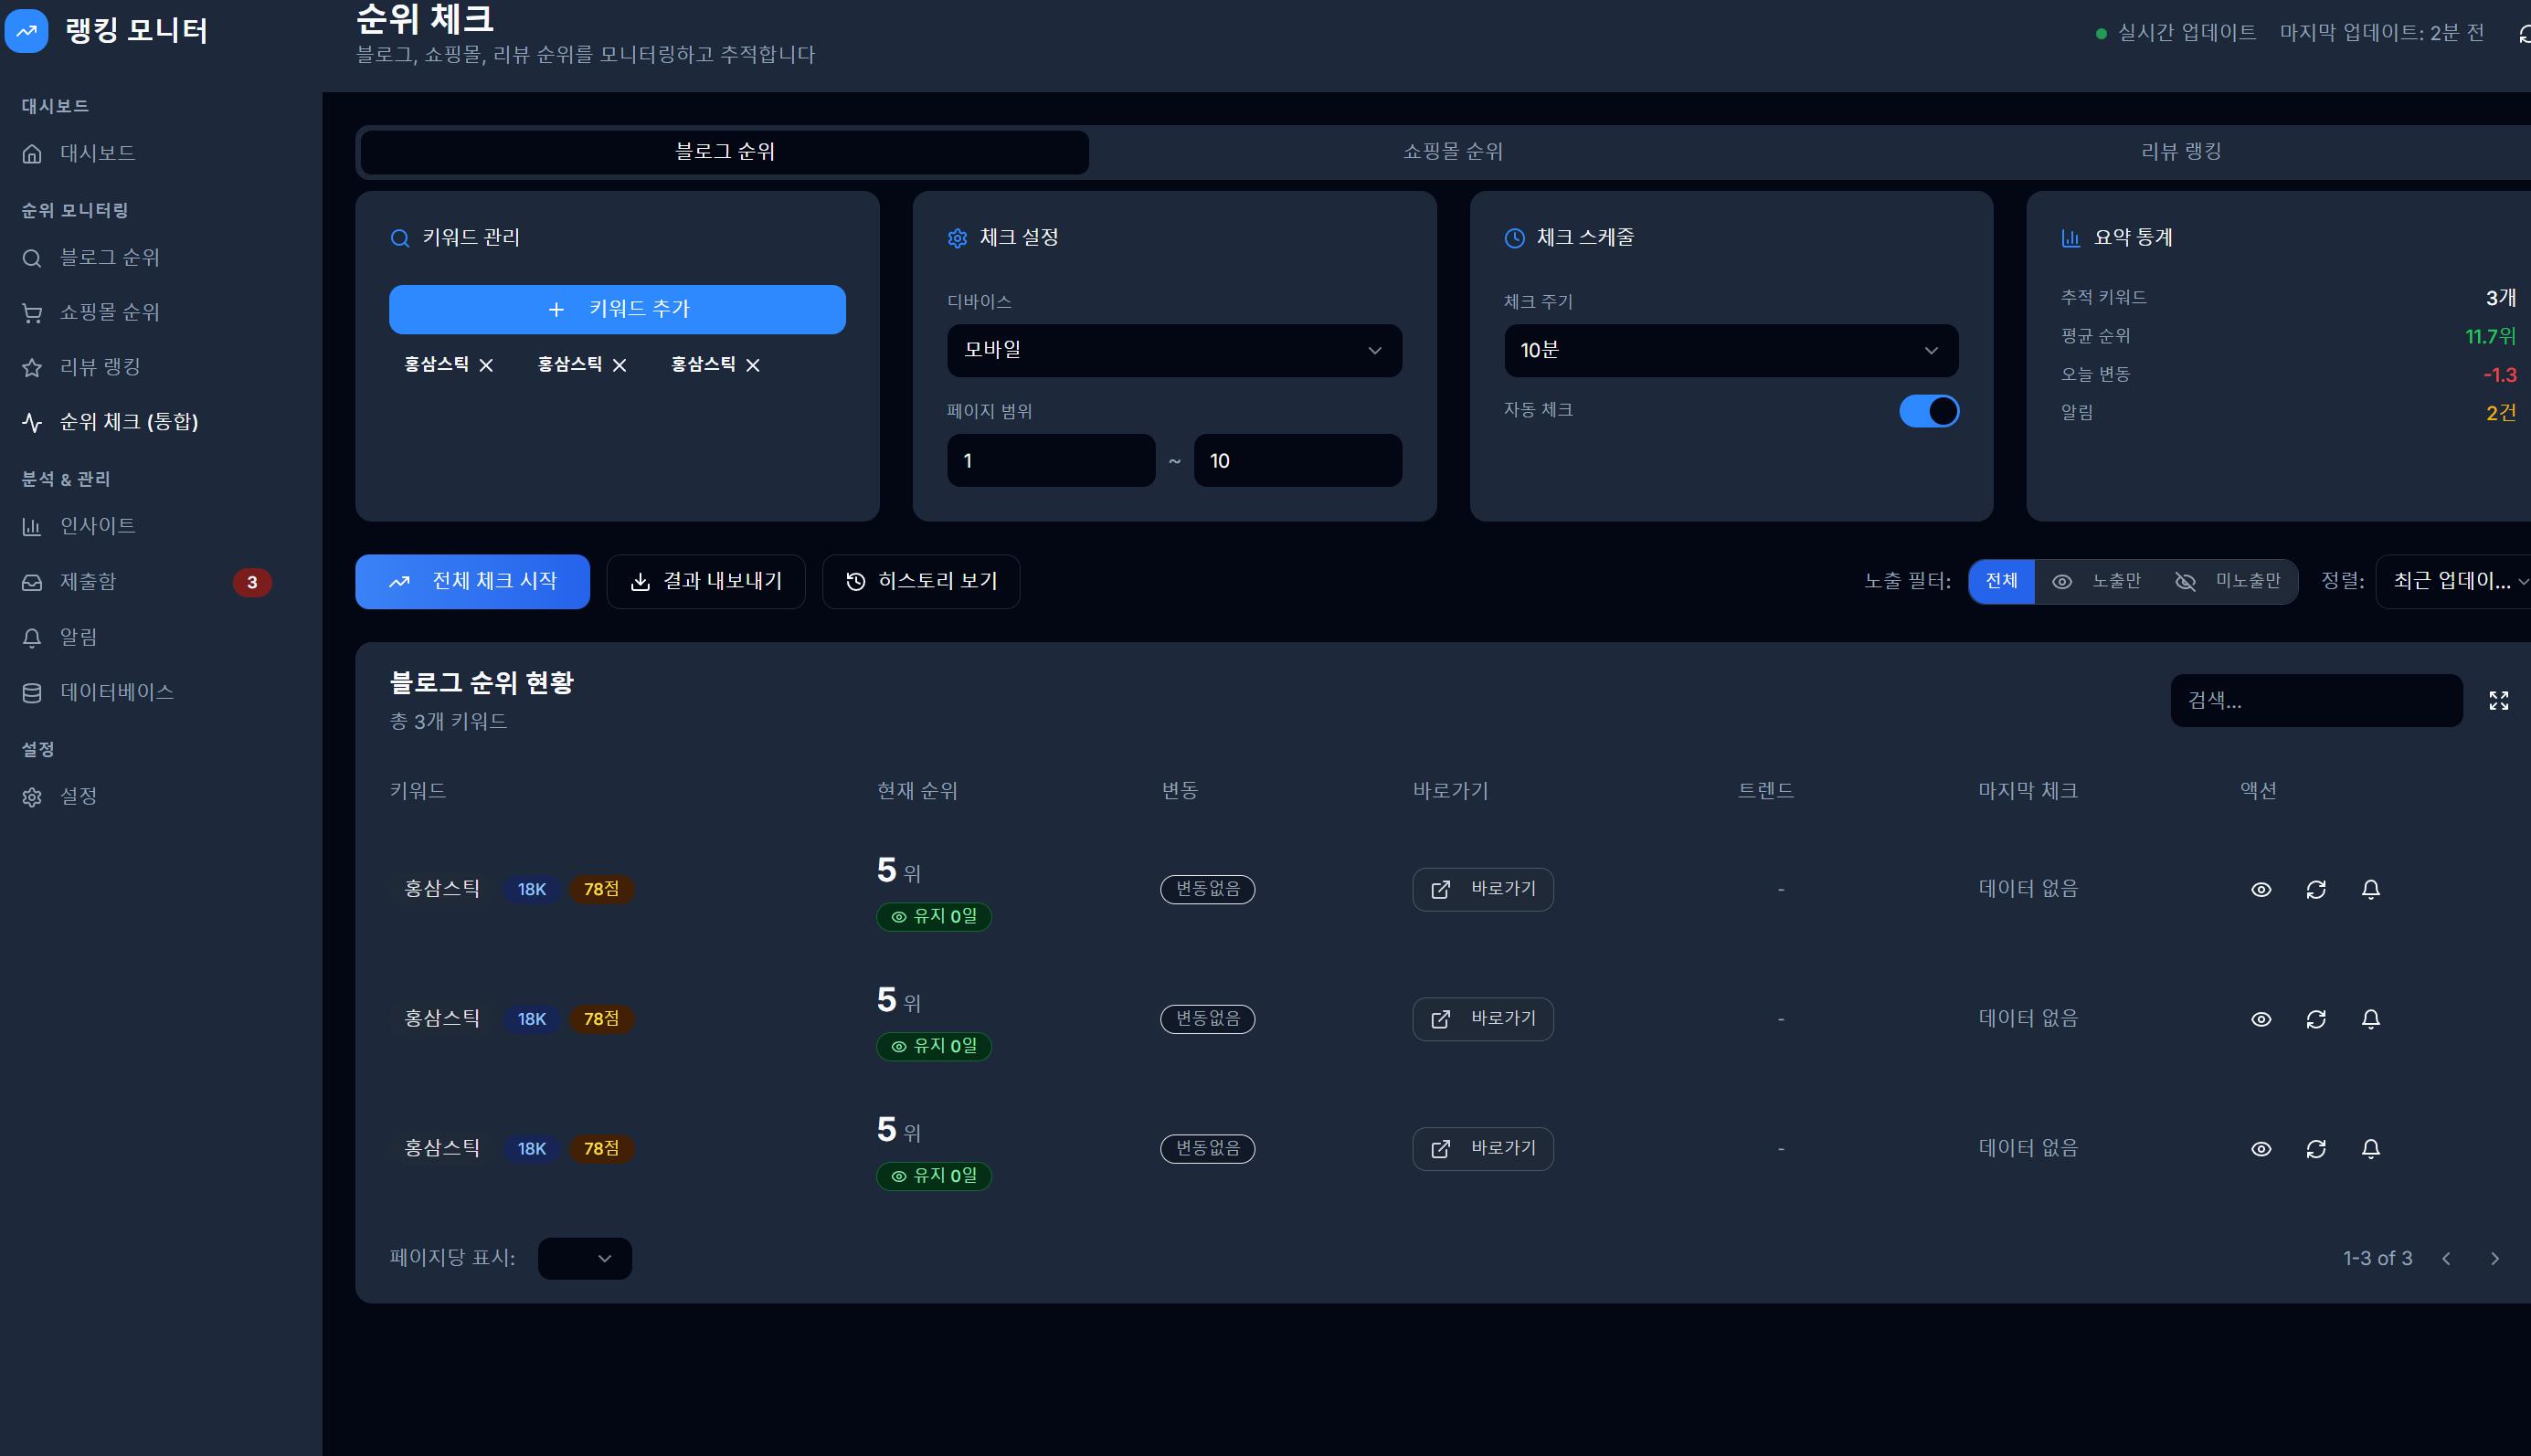 랭킹 모니터
대시보드
대시보드
순위 모니터링
블로그 순위
쇼핑몰 순위
리뷰 랭킹
순위 체크 (통합)
분석 & 관리
인사이트
제출함 3
알림
데이터베이스
설정
설정
순위 체크
블로그, 쇼핑몰, 리뷰 순위를 모니터링하고 추적합니다
실시간 업데이트 마지막 업데이트: 2분 전
블로그 순위 쇼핑몰 순위 리뷰 랭킹
키워드 관리
키워드 추가
홍삼스틱 홍삼스틱 홍삼스틱
체크 설정
디바이스
모바일
페이지 범위
1 ~ 10
체크 스케줄
체크 주기
10분
자동 체크
요약 통계
추적 키워드 3개
평균 순위 11.7위
오늘 변동 -1.3
알림 2건
전체 체크 시작 결과 내보내기 히스토리 보기 노출 필터: 전체 노출만 미노출만 정렬: 최근 업데이...
블로그 순위 현황
총 3개 키워드
검색...
키워드 현재 순위 변동 바로가기 트렌드 마지막 체크 액션
홍삼스틱 18K 78점 5 위 변동없음 바로가기 - 데이터 없음
유지 0일
홍삼스틱 18K 78점 5 위 변동없음 바로가기 - 데이터 없음
유지 0일
홍삼스틱 18K 78점 5 위 변동없음 바로가기 - 데이터 없음
유지 0일
페이지당 표시: 1-3 of 3